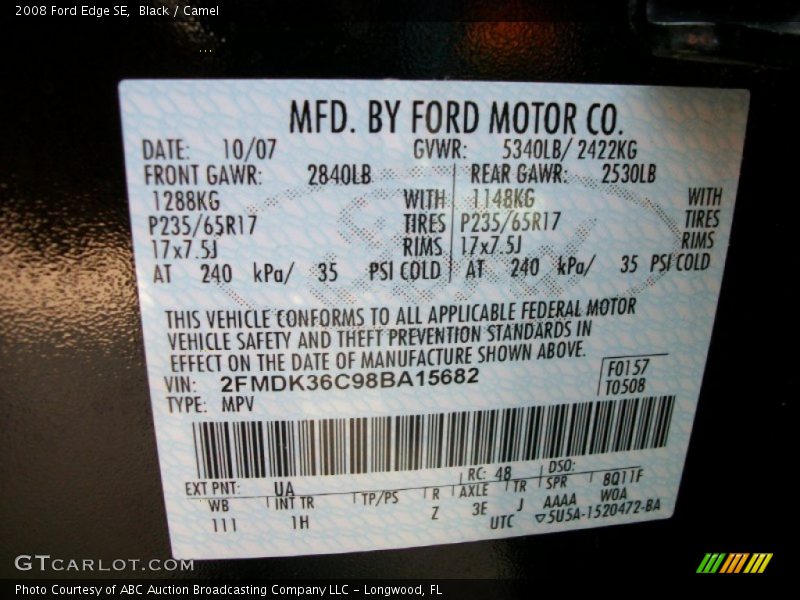 2008 Ford Edge SE, Black / Camel
...
MFD. BY FORD MOTOR CO.
DATE: 10/07 GVWR: 5340LB/ 2422KG
FRONT GAWR: 2840LB REAR GAWR: 2530LB
1288KG WITH 1148KG WITH
P235/65R17 TIRES P235/65R17 TIRES
17x7.5J RIMS 17x7.5J RIMS
AT 240 kPa/ 35 PSI COLD AT 240 kPa/ 35 PSI COLD
THIS VEHICLE CONFORMS TO ALL APPLICABLE FEDERAL MOTOR
VEHICLE SAFETY AND THEFT PREVENTION STANDARDS IN
EFFECT ON THE DATE OF MANUFACTURE SHOWN ABOVE.
VIN: 2FMDK36C98BA15682 F0157
TYPE: MPV T0508
EXT PNT: UA RC: 48 DSO:
WB INT TR TP/PS R AXLE TR SPR 8Q11F
111 1H Z 3E J AAAA WOA
UTC ▽5U5A-1520472-BA
GTCARLOT.COM
Photo Courtesy of ABC Auction Broadcasting Company LLC - Longwood, FL